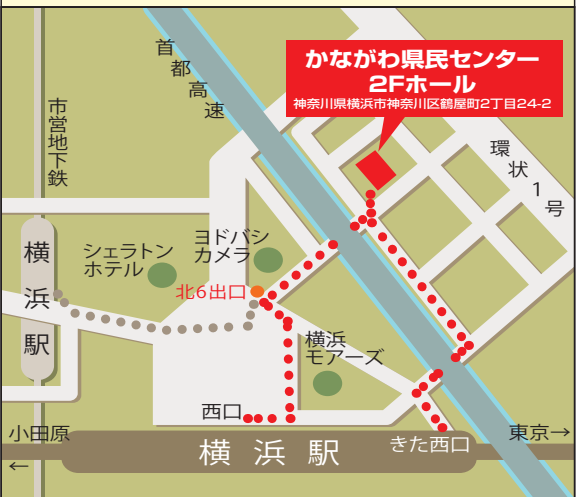 首都高速
かながわ県民センター
2Fホール
神奈川県横浜市神奈川区鶴屋町2丁目24-2
市営地下鉄
環状1号
横浜駅
シェラトン
ホテル
ヨドバシ
カメラ
北6出口
横浜
モアーズ
西口
小田原
←
横浜駅
きた西口
東京→